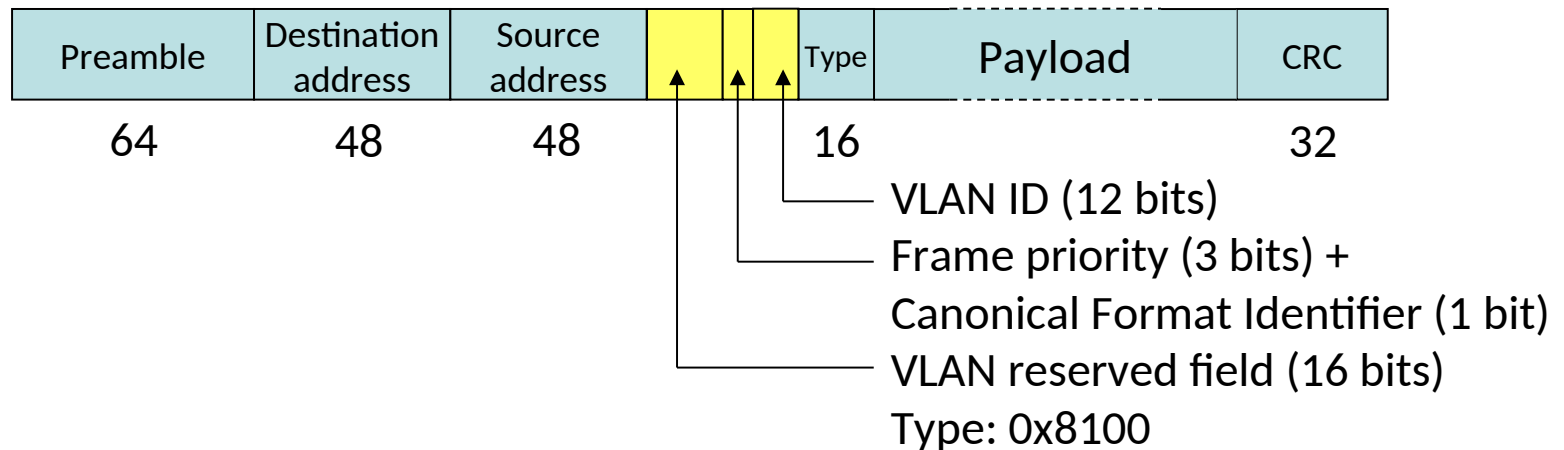 Preamble
Destination
address
Source
address
Type
Payload
CRC
64
48
48
16
32
VLAN ID (12 bits)
Frame priority (3 bits) +
Canonical Format Identifier (1 bit)
VLAN reserved field (16 bits)
Type: 0x8100